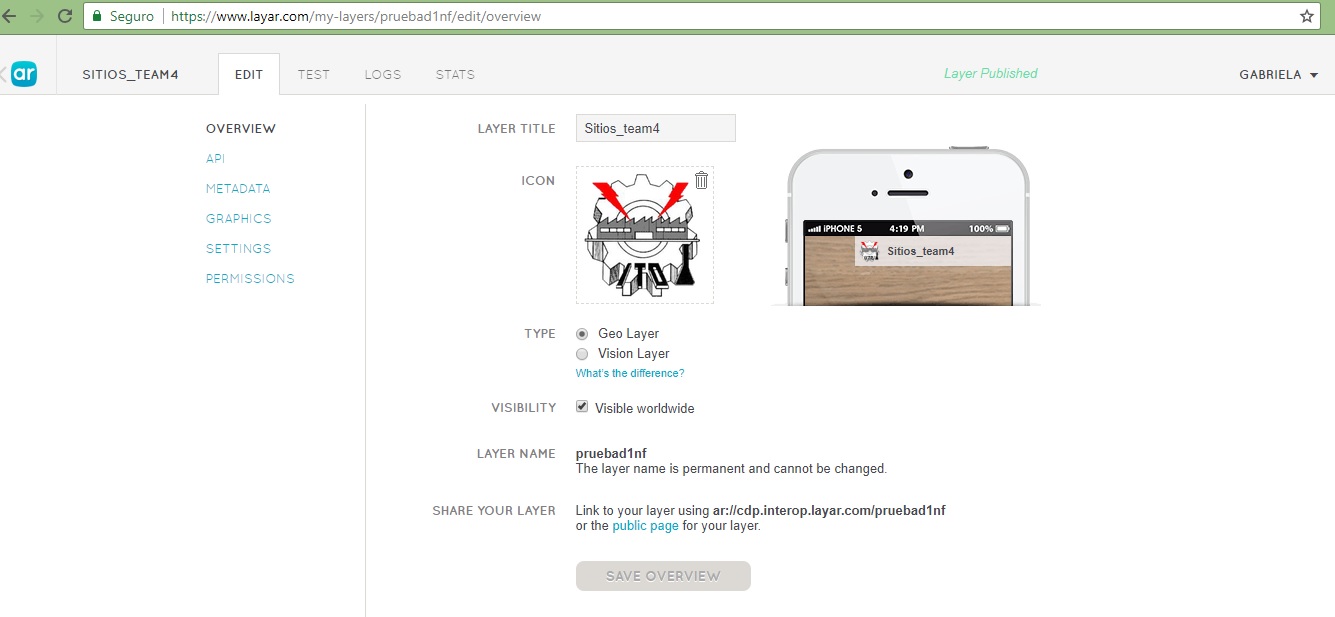 Seguro https://www.layar.com/my-layers/pruebad1nf/edit/overview
ar SITIOS_TEAM4 EDIT TEST LOGS STATS Layer Published GABRIELA
OVERVIEW
API
METADATA
GRAPHICS
SETTINGS
PERMISSIONS
LAYER TITLE Sitios_team4
ICON
ITO
iPHONE 5 4:19 PM 100%
Sitios_team4
TYPE Geo Layer
Vision Layer
What's the difference?
VISIBILITY Visible worldwide
LAYER NAME pruebad1nf
The layer name is permanent and cannot be changed.
SHARE YOUR LAYER Link to your layer using ar://cdp.interop.layar.com/pruebad1nf
or the public page for your layer.
SAVE OVERVIEW